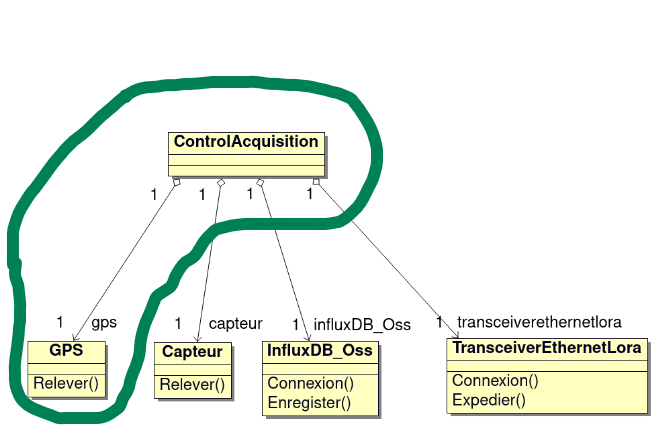 ControlAcquisition
1 1 1 1
1 gps 1 capteur 1 influxDB_Oss 1 transceiverethernetlora
GPS
Relever()
Capteur
Relever()
InfluxDB_Oss
Connexion()
Enregister()
TransceiverEthernetLora
Connexion()
Expedier()